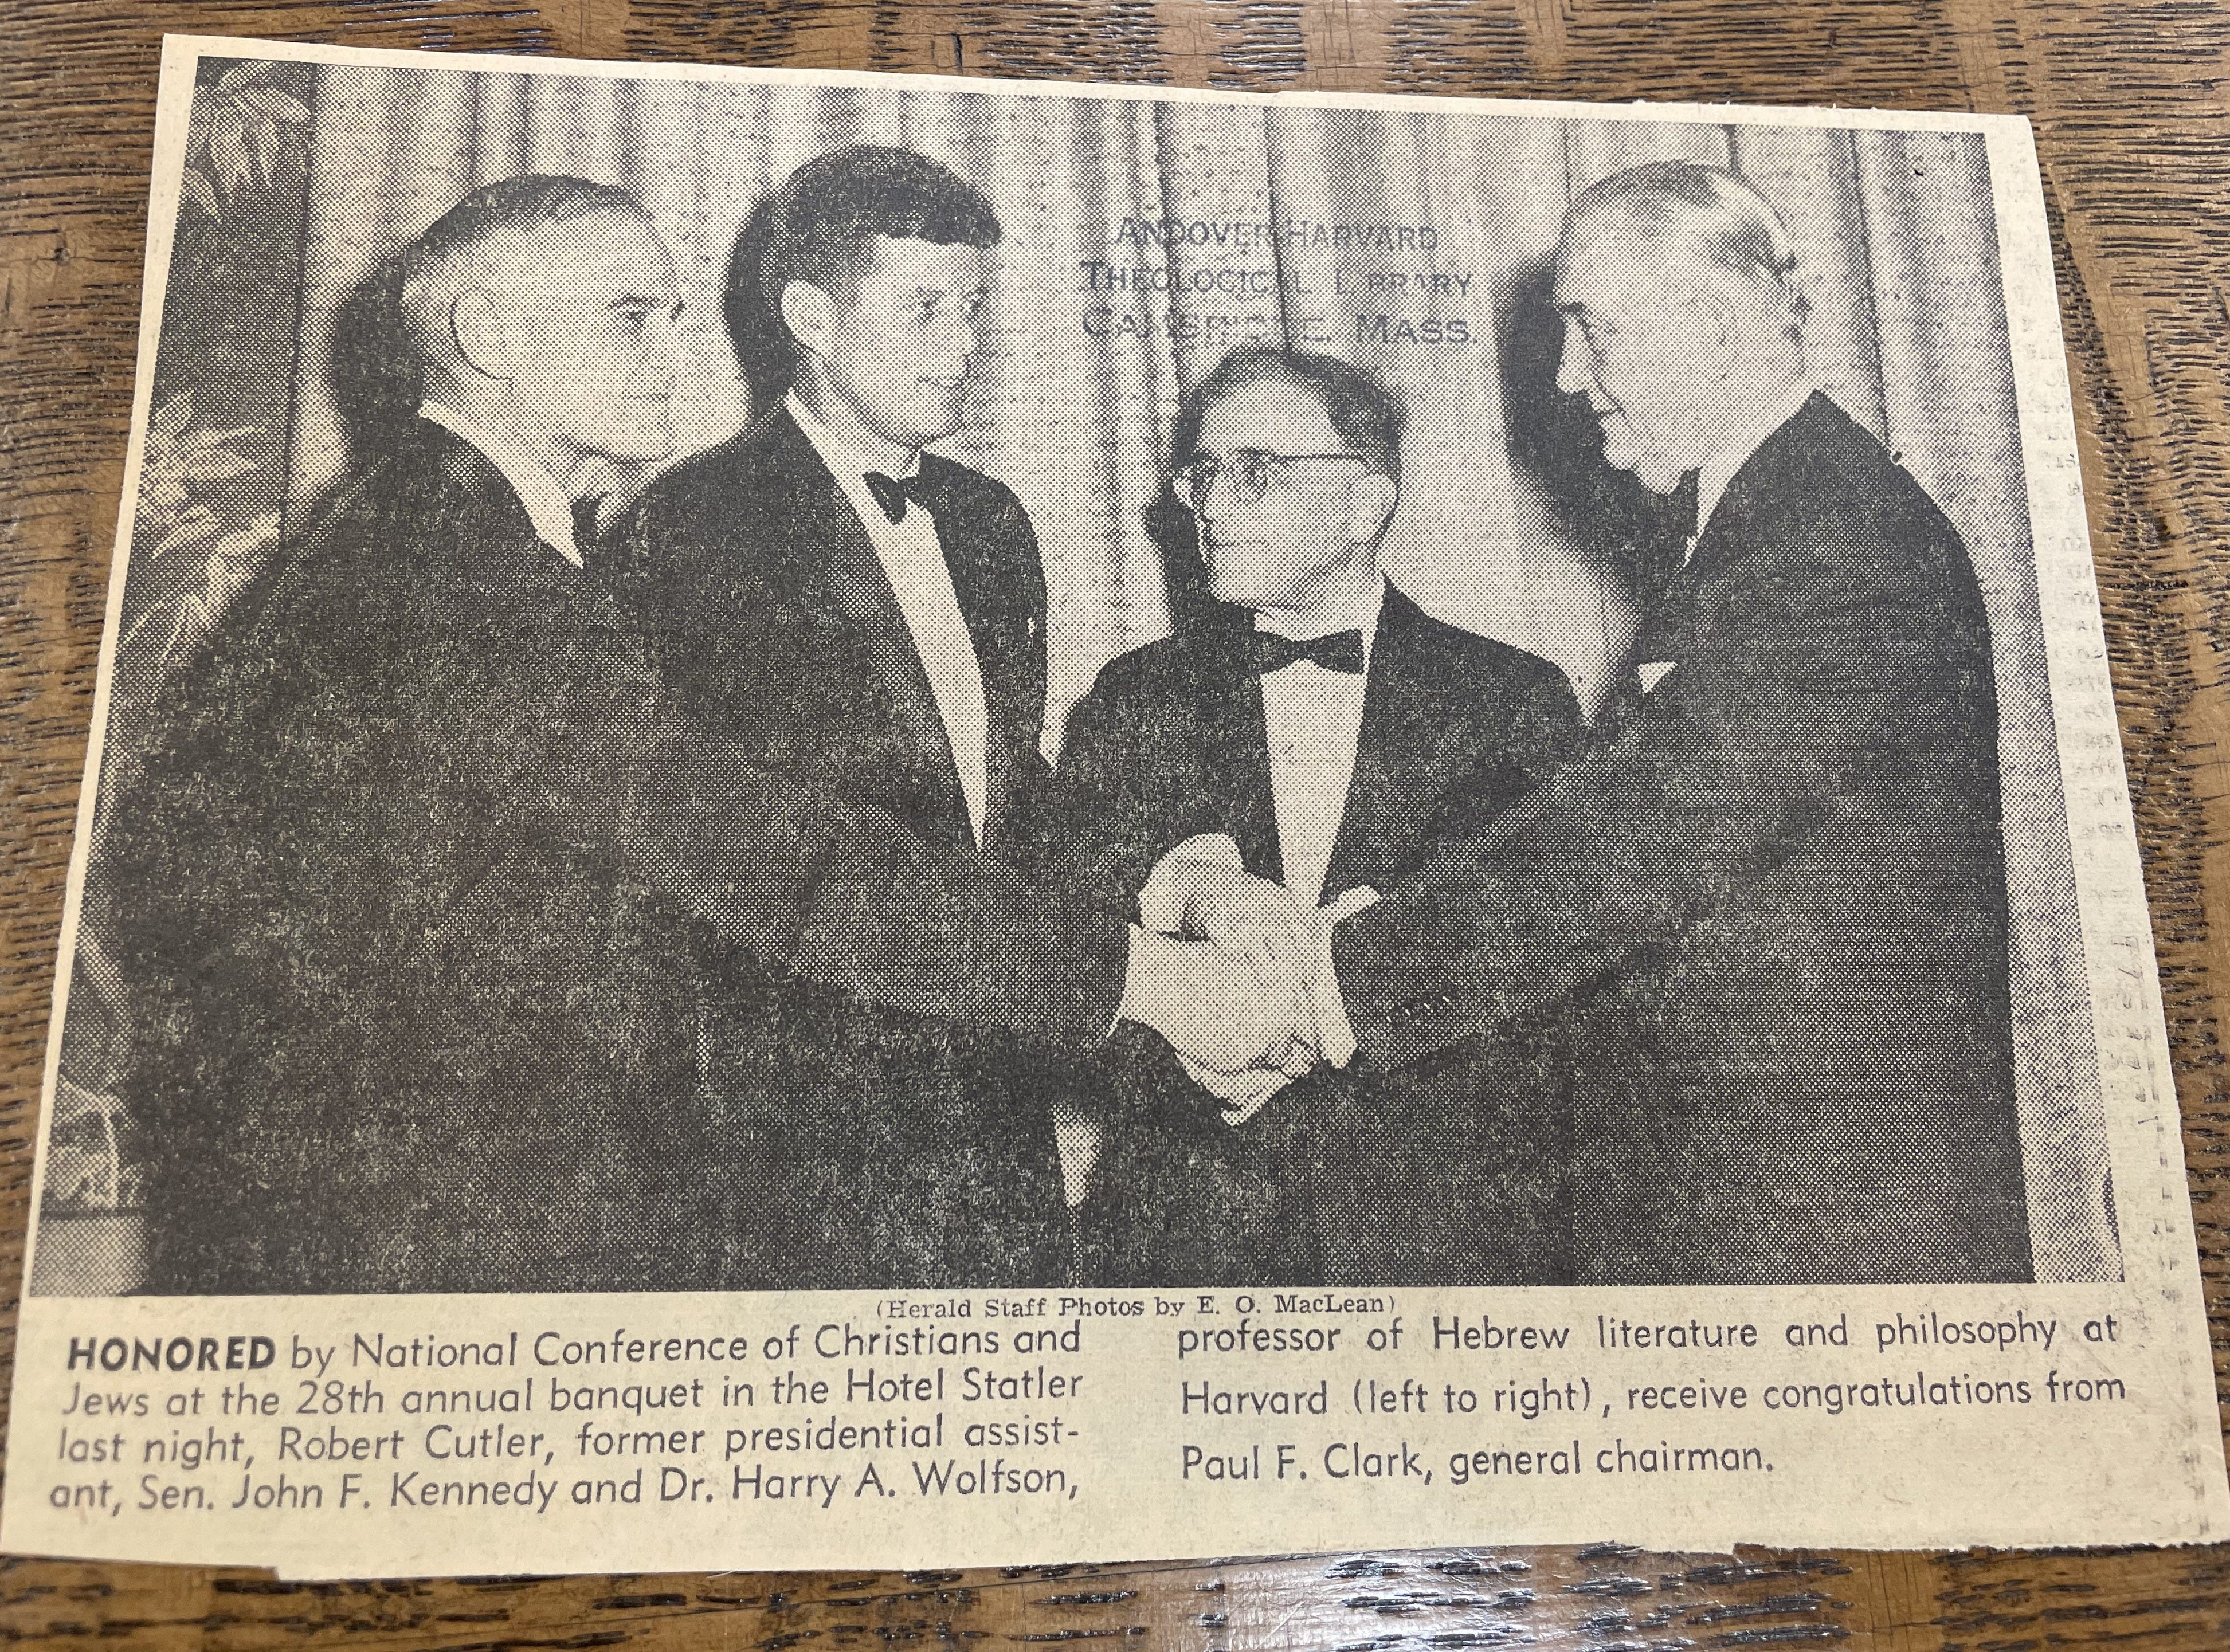 ANDOVER-HARVARD
THEOLOGICAL LIBRARY
CAMBRIDGE, MASS.
(Herald Staff Photos by E. O. MacLean)
HONORED by National Conference of Christians and
Jews at the 28th annual banquet in the Hotel Statler
last night, Robert Cutler, former presidential assist-
ant, Sen. John F. Kennedy and Dr. Harry A. Wolfson,
professor of Hebrew literature and philosophy at
Harvard (left to right), receive congratulations from
Paul F. Clark, general chairman.